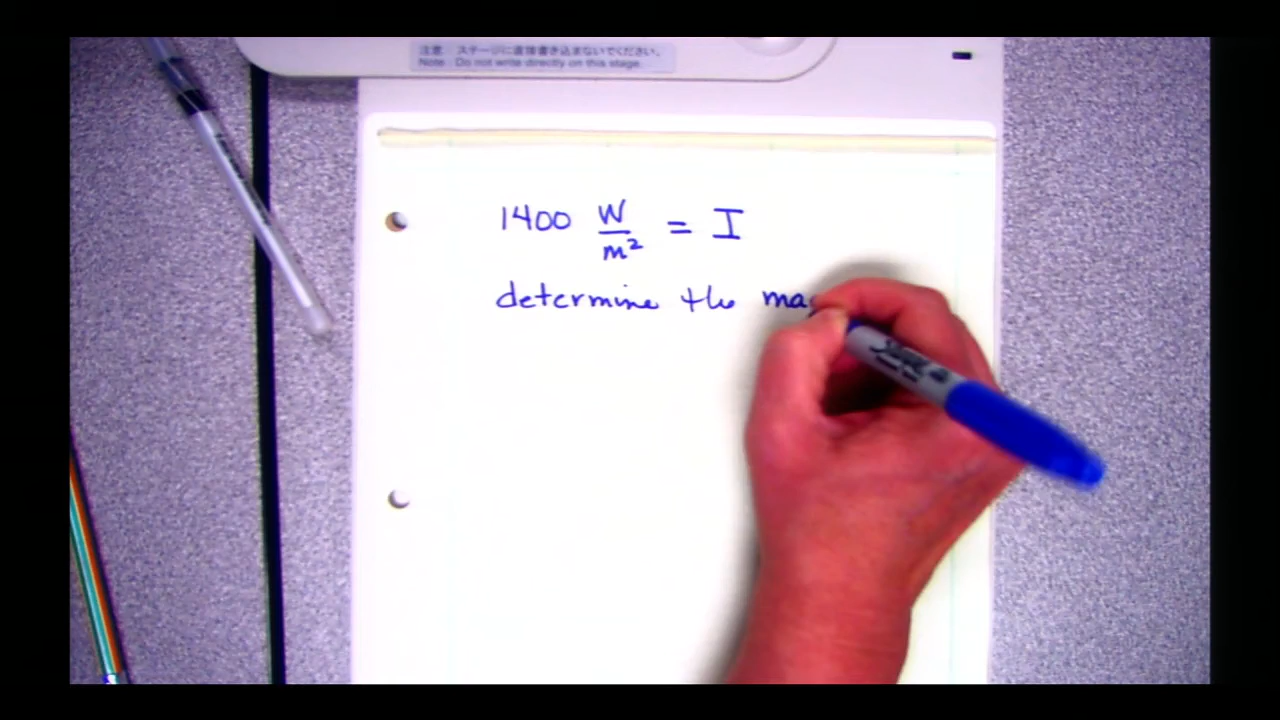 注意: ステージに直接書き込まないでください。
Note: Do not write directly on this stage.
1400 W/m² = I
determine the ma